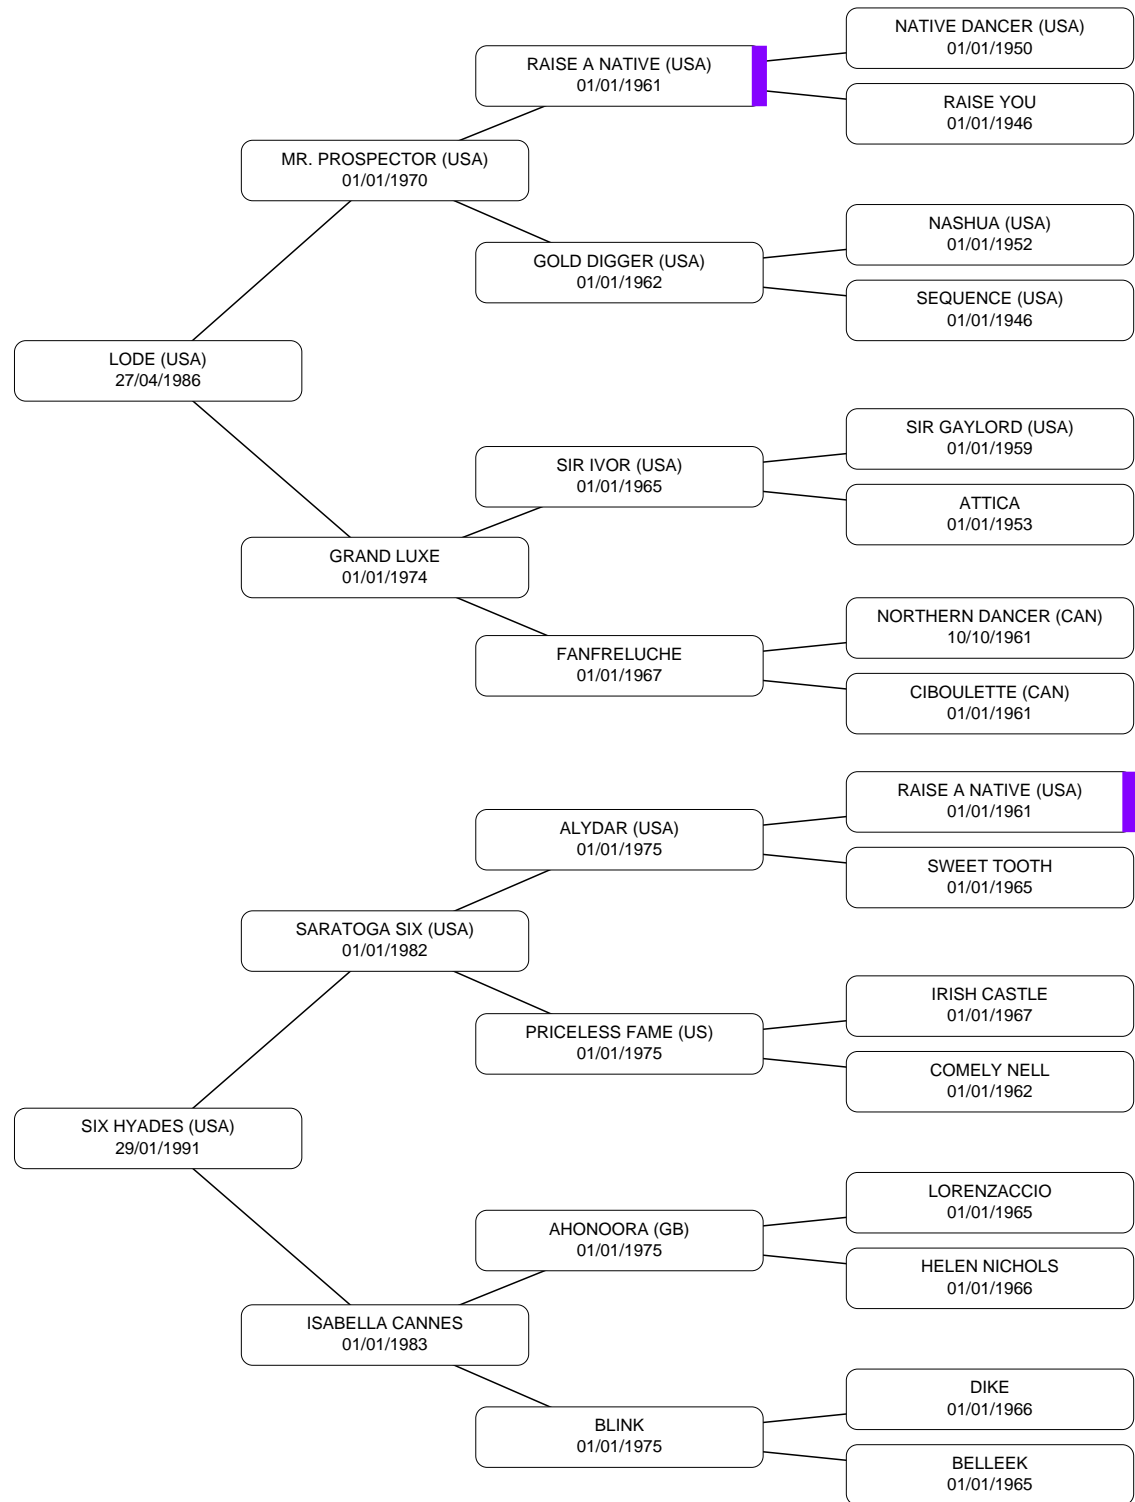 NATIVE DANCER (USA)
01/01/1950
RAISE A NATIVE (USA)
01/01/1961
RAISE YOU
01/01/1946
MR. PROSPECTOR (USA)
01/01/1970
NASHUA (USA)
01/01/1952
GOLD DIGGER (USA)
01/01/1962
SEQUENCE (USA)
01/01/1946
LODE (USA)
27/04/1986
SIR GAYLORD (USA)
01/01/1959
SIR IVOR (USA)
01/01/1965
ATTICA
01/01/1953
GRAND LUXE
01/01/1974
NORTHERN DANCER (CAN)
10/10/1961
FANFRELUCHE
01/01/1967
CIBOULETTE (CAN)
01/01/1961
RAISE A NATIVE (USA)
01/01/1961
ALYDAR (USA)
01/01/1975
SWEET TOOTH
01/01/1965
SARATOGA SIX (USA)
01/01/1982
IRISH CASTLE
01/01/1967
PRICELESS FAME (US)
01/01/1975
COMELY NELL
01/01/1962
SIX HYADES (USA)
29/01/1991
LORENZACCIO
01/01/1965
AHONOORA (GB)
01/01/1975
HELEN NICHOLS
01/01/1966
ISABELLA CANNES
01/01/1983
DIKE
01/01/1966
BLINK
01/01/1975
BELLEEK
01/01/1965